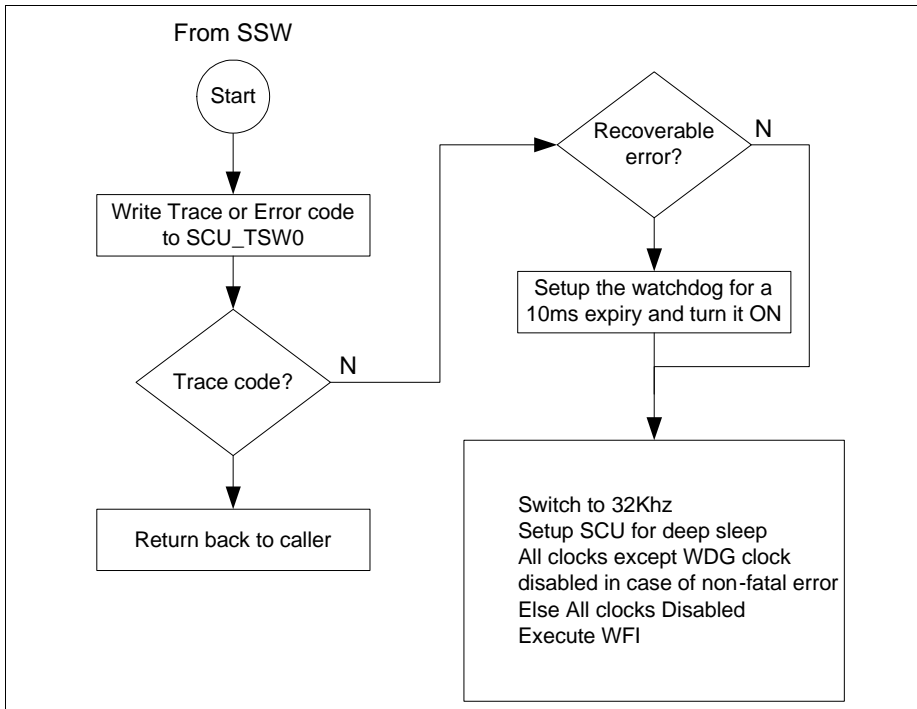 From SSW
Start
Write Trace or Error code
to SCU_TSW0
Trace code?
N
Return back to caller
Recoverable
error?
N
Setup the watchdog for a
10ms expiry and turn it ON
Switch to 32Khz
Setup SCU for deep sleep
All clocks except WDG clock
disabled in case of non-fatal error
Else All clocks Disabled
Execute WFI